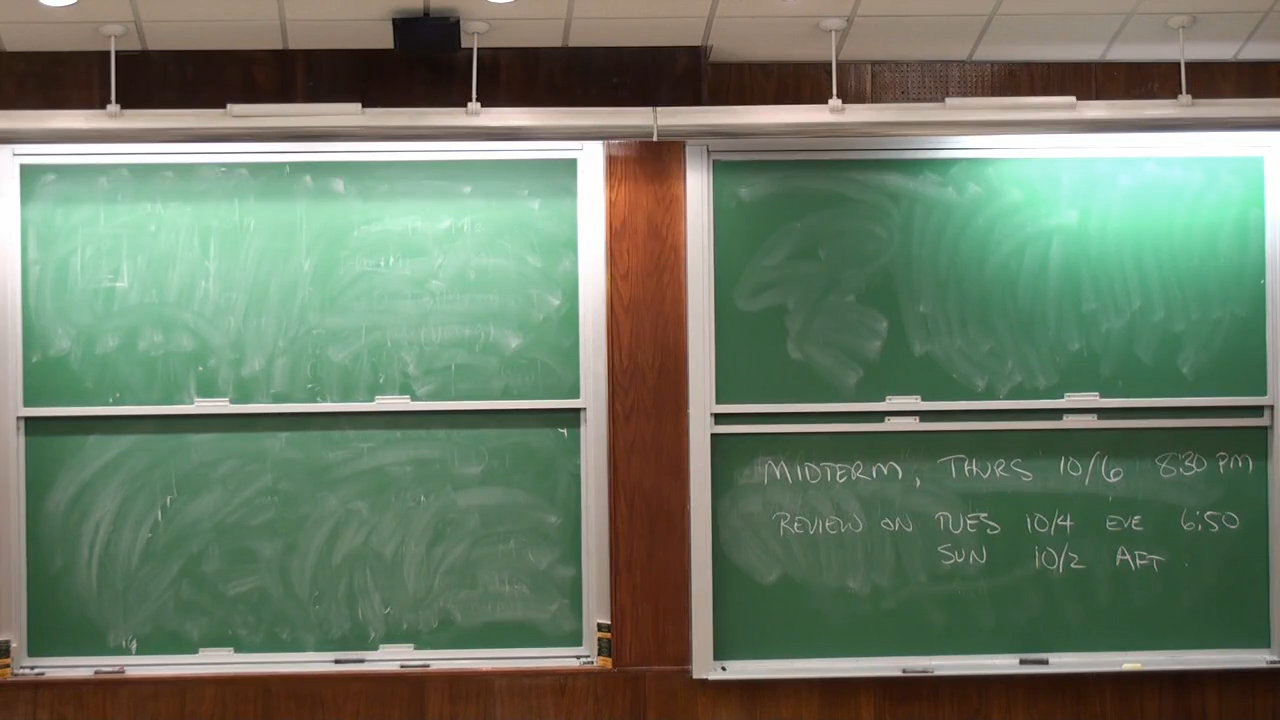 MIDTERM, THURS 10/6 8:30 PM
REVIEW ON TUES 10/4 EVE 6:50
SUN 10/2 AFT.